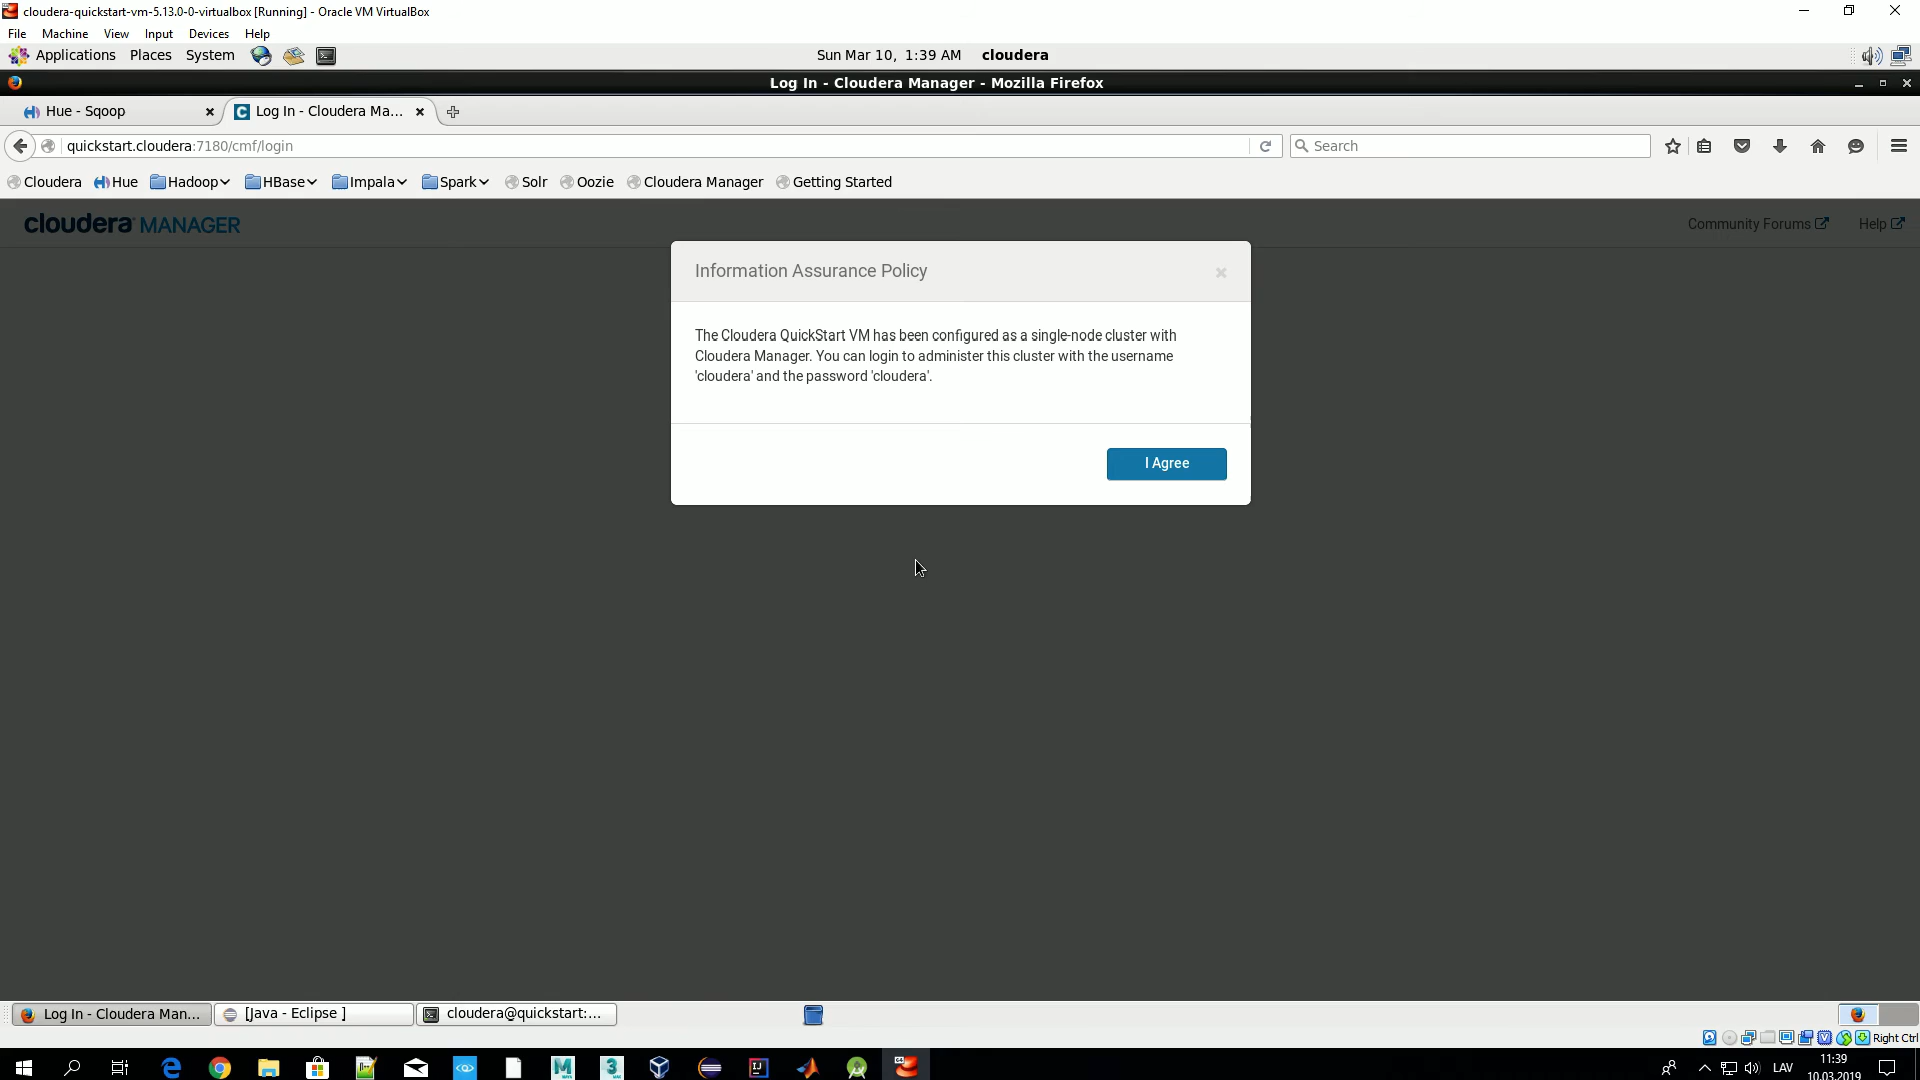 cloudera-quickstart-vm-5.13.0-0-virtualbox [Running] - Oracle VM VirtualBox
File Machine View Input Devices Help
Applications Places System Sun Mar 10, 1:39 AM cloudera
Log In - Cloudera Manager - Mozilla Firefox
Hue - Sqoop Log In - Cloudera Ma...
quickstart.cloudera:7180/cmf/login Search
Cloudera Hue Hadoop HBase Impala Spark Solr Oozie Cloudera Manager Getting Started
cloudera MANAGER Community Forums Help
Information Assurance Policy
The Cloudera QuickStart VM has been configured as a single-node cluster with
Cloudera Manager. You can login to administer this cluster with the username
'cloudera' and the password 'cloudera'.
I Agree
Log In - Cloudera Man... [Java - Eclipse ] cloudera@quickstart:...
Right Ctrl
LAV 11:39
10.03.2019